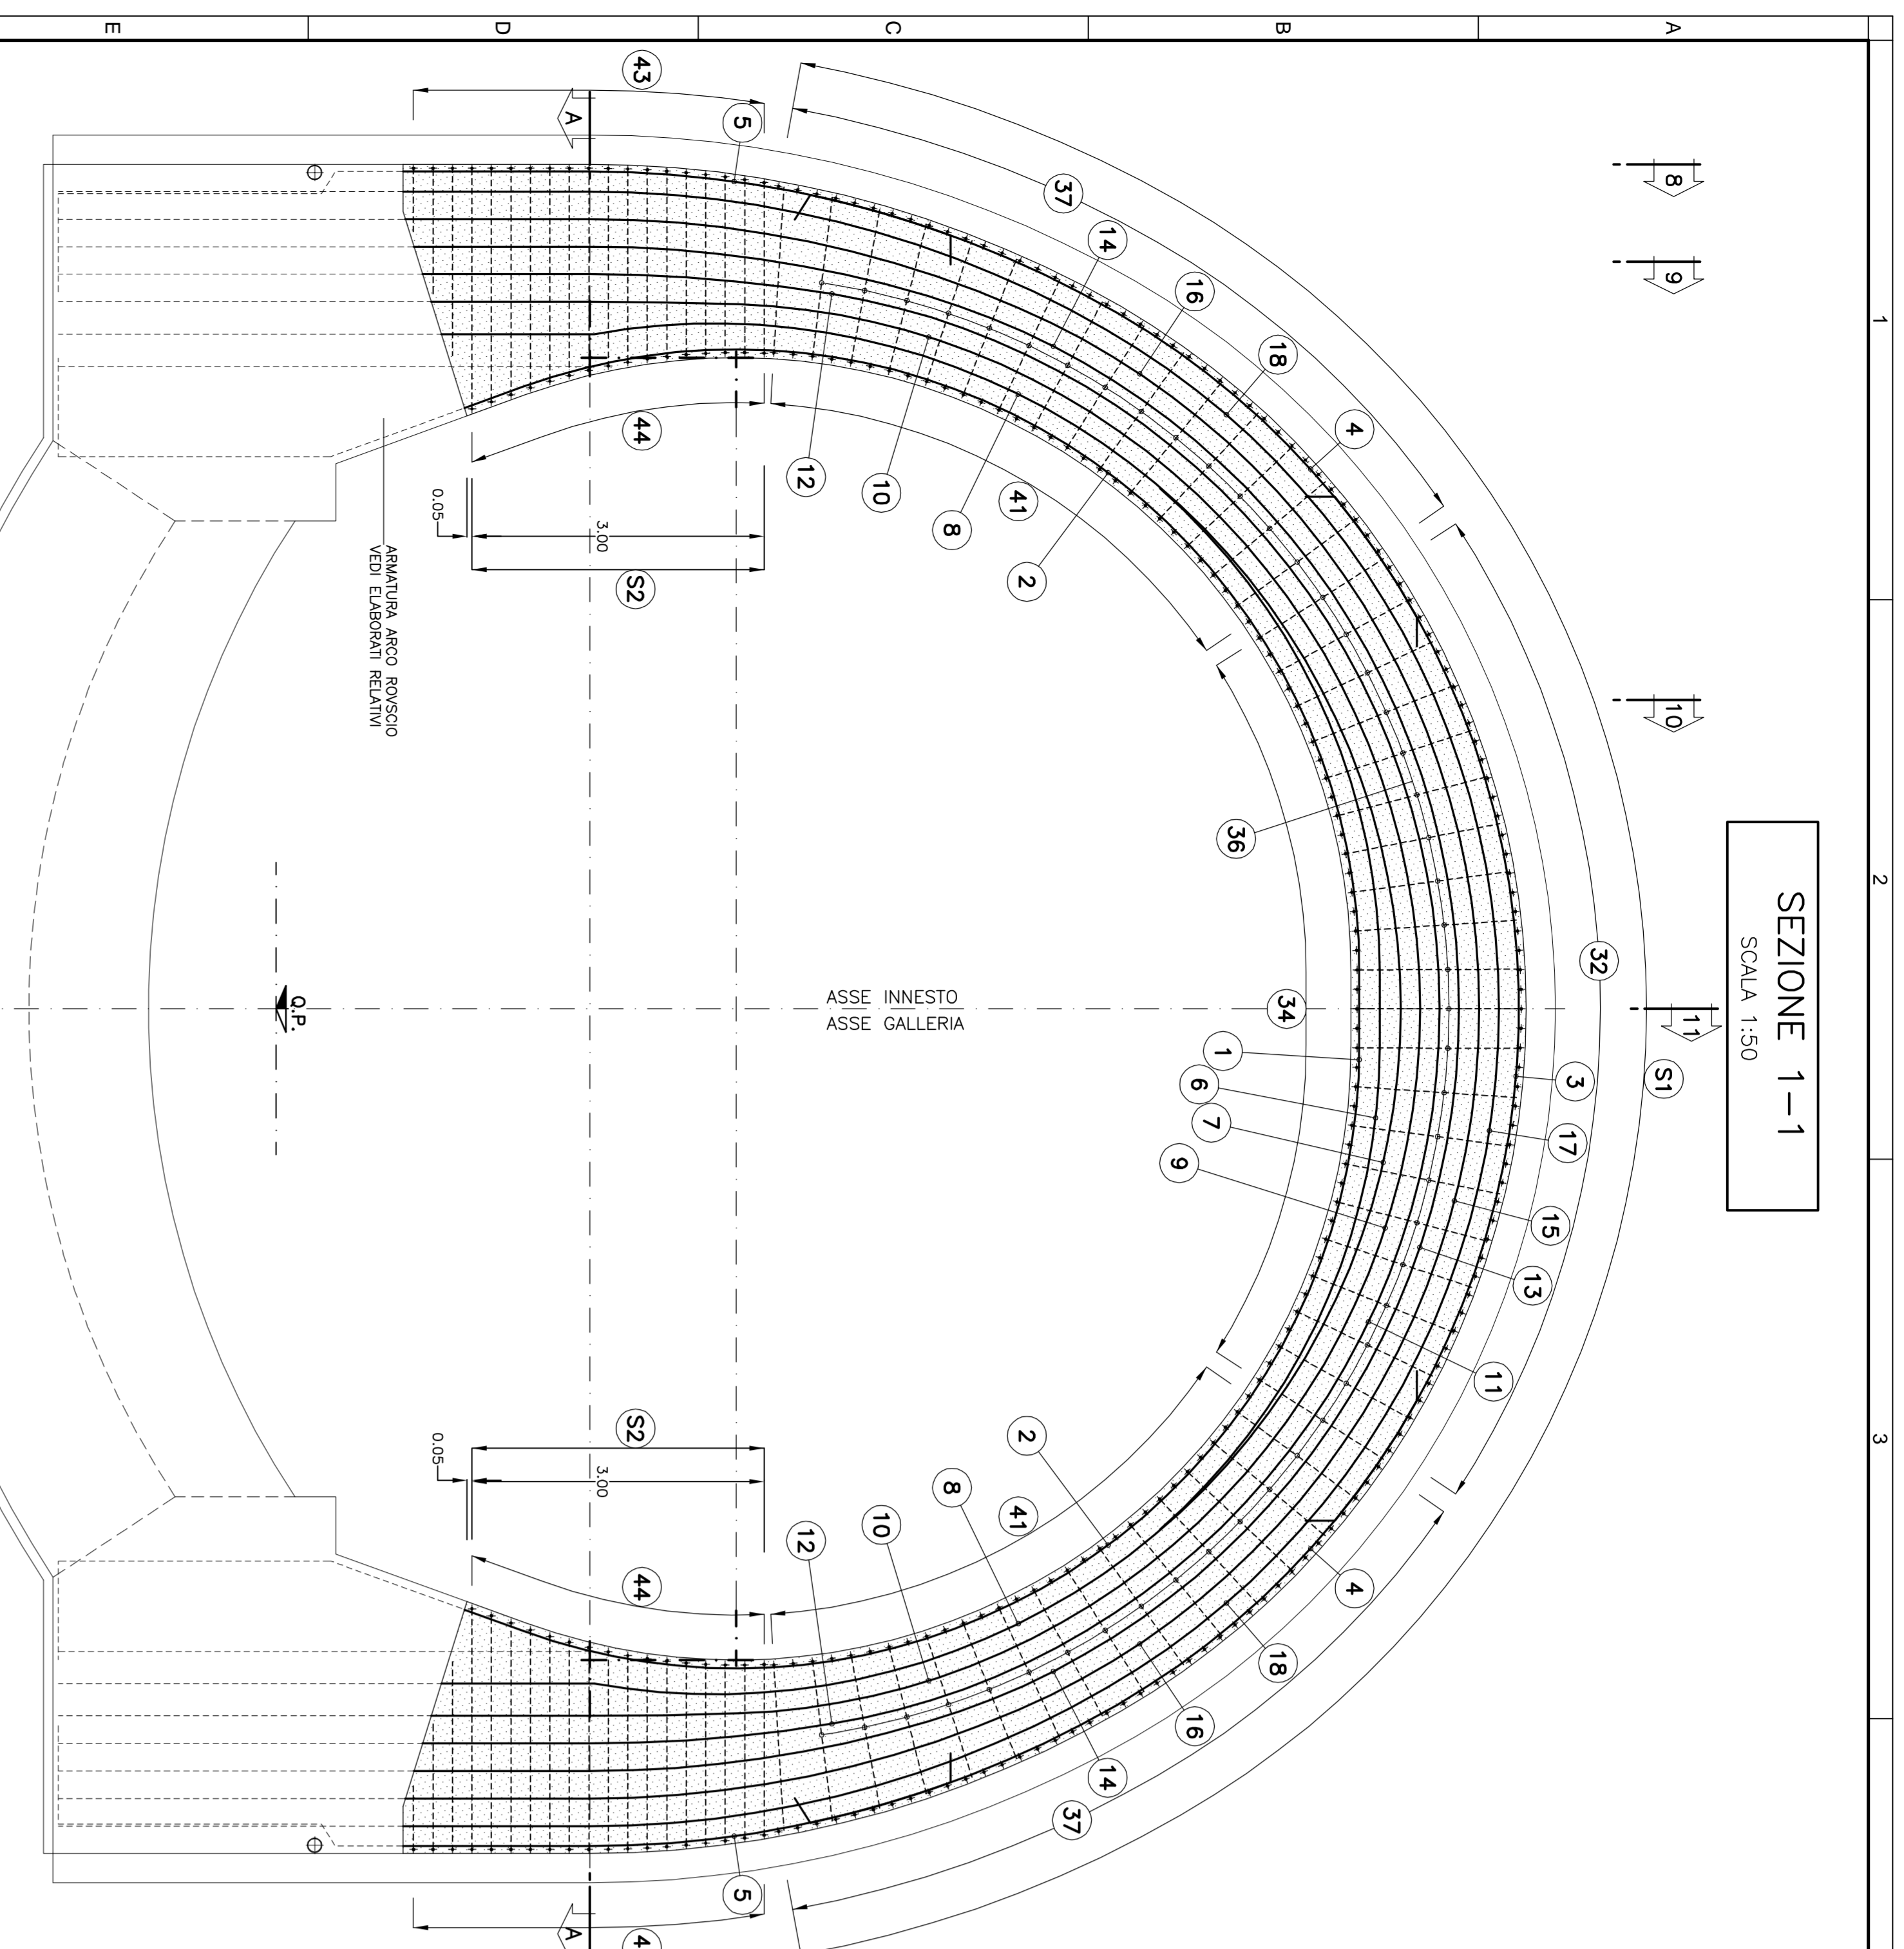 1
2
3
A
B
C
D
E
SEZIONE 1–1
SCALA 1:50
8
9
10
11
S1
32
3
17
15
13
11
4
18
16
14
37
5
43
A
37
14
16
18
4
36
34
1
6
7
9
2
41
8
10
12
44
S2
3.00
0.05
2
41
8
10
12
44
S2
3.00
0.05
ASSE INNESTO
ASSE GALLERIA
Q.P.
ARMATURA ARCO ROVSCIO
VEDI ELABORATI RELATIVI
5
4
A